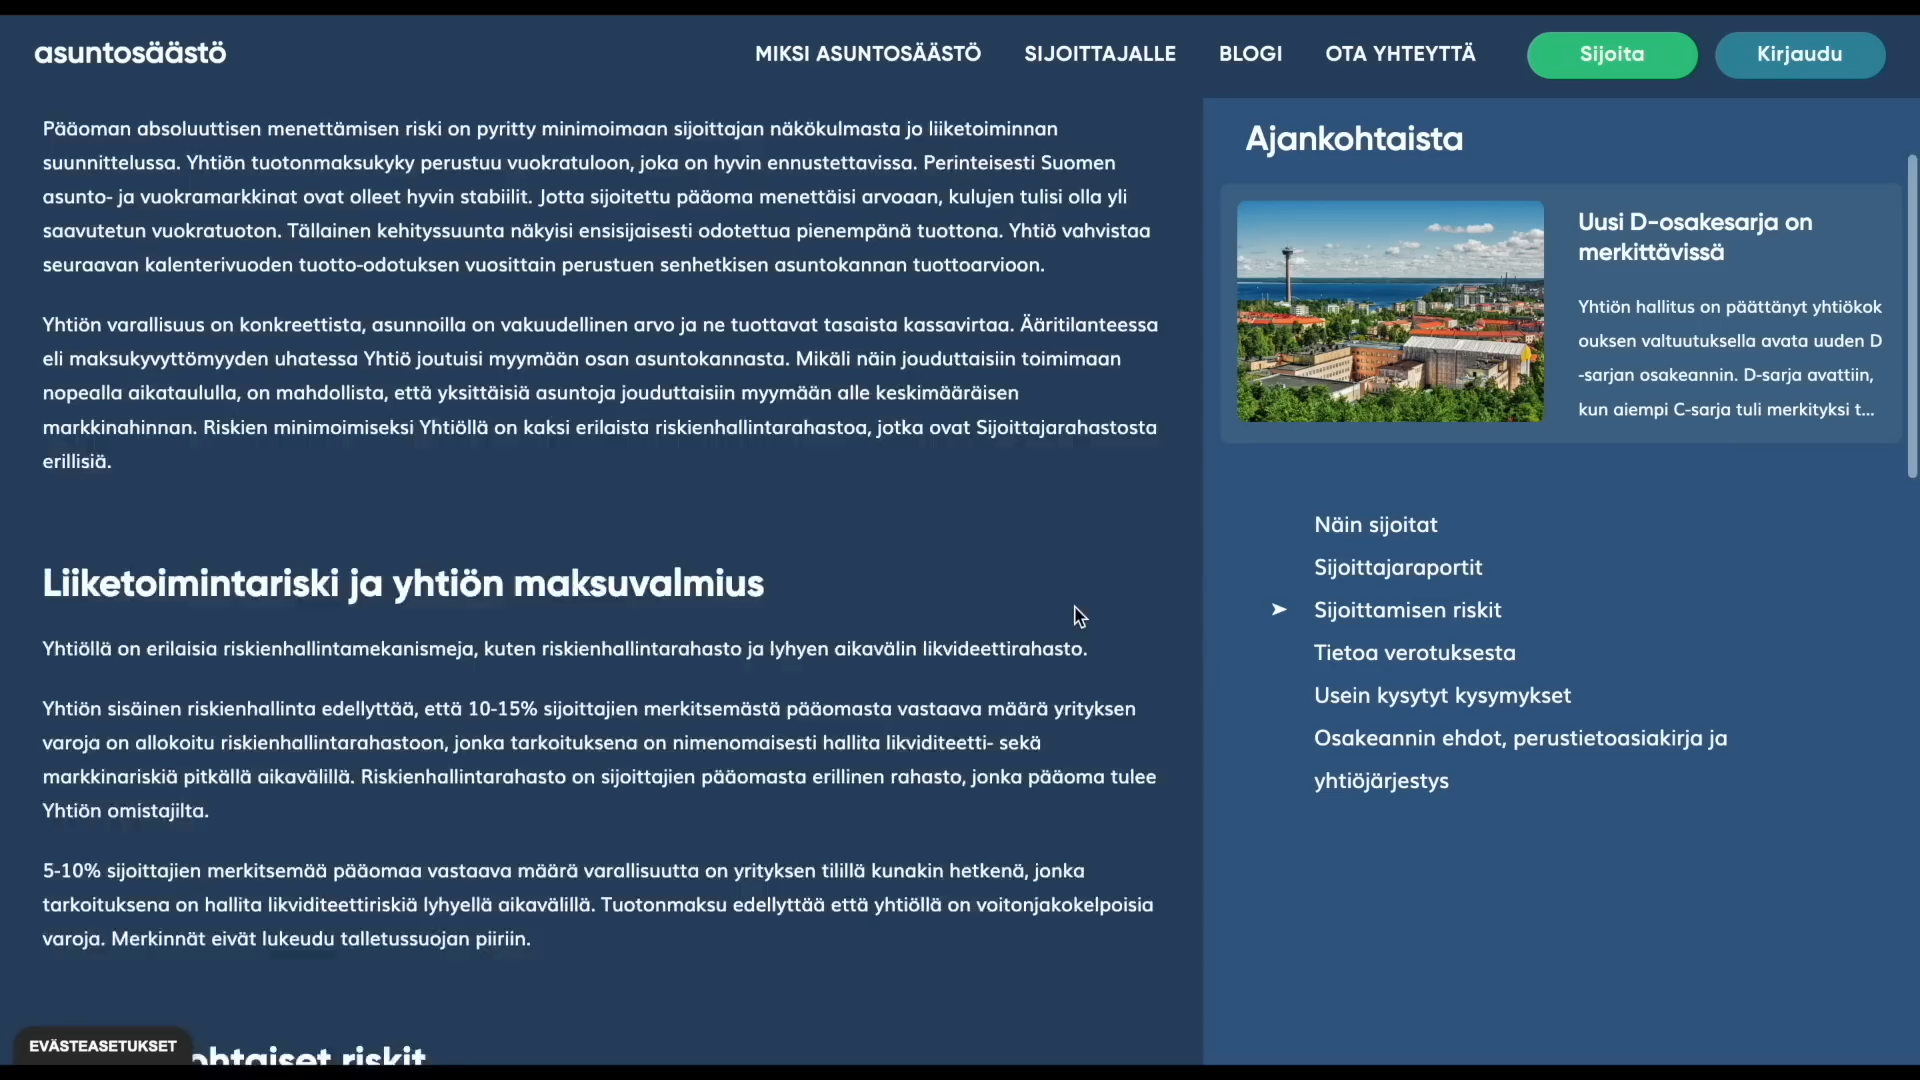 asuntosäästö
MIKSI ASUNTOSÄÄSTÖ
SIJOITTAJALLE
BLOGI
OTA YHTEYTTÄ
Sijoita
Kirjaudu
Pääoman absoluuttisen menettämisen riski on pyritty minimoimaan sijoittajan näkökulmasta jo liiketoiminnan
suunnittelussa. Yhtiön tuotonmaksukyky perustuu vuokratuloon, joka on hyvin ennustettavissa. Perinteisesti Suomen
asunto- ja vuokramarkkinat ovat olleet hyvin stabiilit. Jotta sijoitettu pääoma menettäisi arvoaan, kulujen tulisi olla yli
saavutetun vuokratuoton. Tällainen kehityssuunta näkyisi ensisijaisesti odotettua pienempänä tuottona. Yhtiö vahvistaa
seuraavan kalenterivuoden tuotto-odotuksen vuosittain perustuen senhetkisen asuntokannan tuottoarvioon.
Yhtiön varallisuus on konkreettista, asunnoilla on vakuudellinen arvo ja ne tuottavat tasaista kassavirtaa. Ääritilanteessa
eli maksukyvyttömyyden uhatessa Yhtiö joutuisi myymään osan asuntokannasta. Mikäli näin jouduttaisiin toimimaan
nopealla aikataululla, on mahdollista, että yksittäisiä asuntoja jouduttaisiin myymään alle keskimääräisen
markkinahinnan. Riskien minimoimiseksi Yhtiöllä on kaksi erilaista riskienhallintarahastoa, jotka ovat Sijoittajarahastosta
erillisiä.
Liiketoimintariski ja yhtiön maksuvalmius
Yhtiöllä on erilaisia riskienhallintamekanismeja, kuten riskienhallintarahasto ja lyhyen aikavälin likvideettirahasto.
Yhtiön sisäinen riskienhallinta edellyttää, että 10-15% sijoittajien merkitsemästä pääomasta vastaava määrä yrityksen
varoja on allokoitu riskienhallintarahastoon, jonka tarkoituksena on nimenomaisesti hallita likviditeetti- sekä
markkinariskiä pitkällä aikavälillä. Riskienhallintarahasto on sijoittajien pääomasta erillinen rahasto, jonka pääoma tulee
Yhtiön omistajilta.
5-10% sijoittajien merkitsemää pääomaa vastaava määrä varallisuutta on yrityksen tilillä kunakin hetkenä, jonka
tarkoituksena on hallita likviditeettiriskiä lyhyellä aikavälillä. Tuotonmaksu edellyttää että yhtiöllä on voitonjakokelpoisia
varoja. Merkinnät eivät lukeudu talletussuojan piiriin.
EVÄSTEASETUKSET
ohtaiset riskit
Ajankohtaista
Uusi D-osakesarja on
merkittävissä
Yhtiön hallitus on päättänyt yhtiökok
ouksen valtuutuksella avata uuden D
-sarjan osakeannin. D-sarja avattiin,
kun aiempi C-sarja tuli merkityksi t...
Näin sijoitat
Sijoittajaraportit
Sijoittamisen riskit
Tietoa verotuksesta
Usein kysytyt kysymykset
Osakeannin ehdot, perustietoasiakirja ja
yhtiöjärjestys